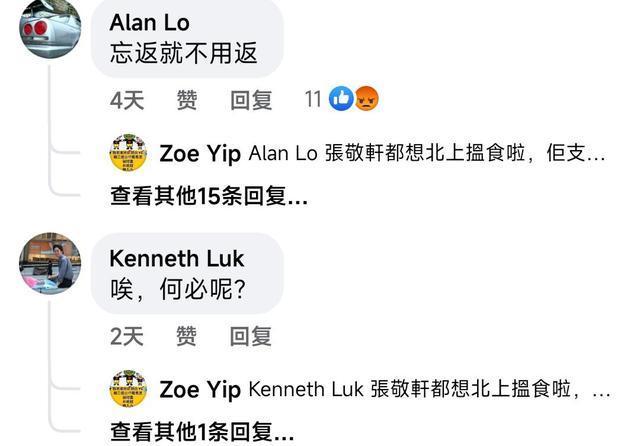 Alan Lo
忘返就不用返
4天 赞 回复 11
Zoe Yip Alan Lo 張敬軒都想北上搵食啦，佢支...
查看其他15条回复...
Kenneth Luk
唉，何必呢？
2天 赞 回复
Zoe Yip Kenneth Luk 張敬軒都想北上搵食啦，...
查看其他1条回复...